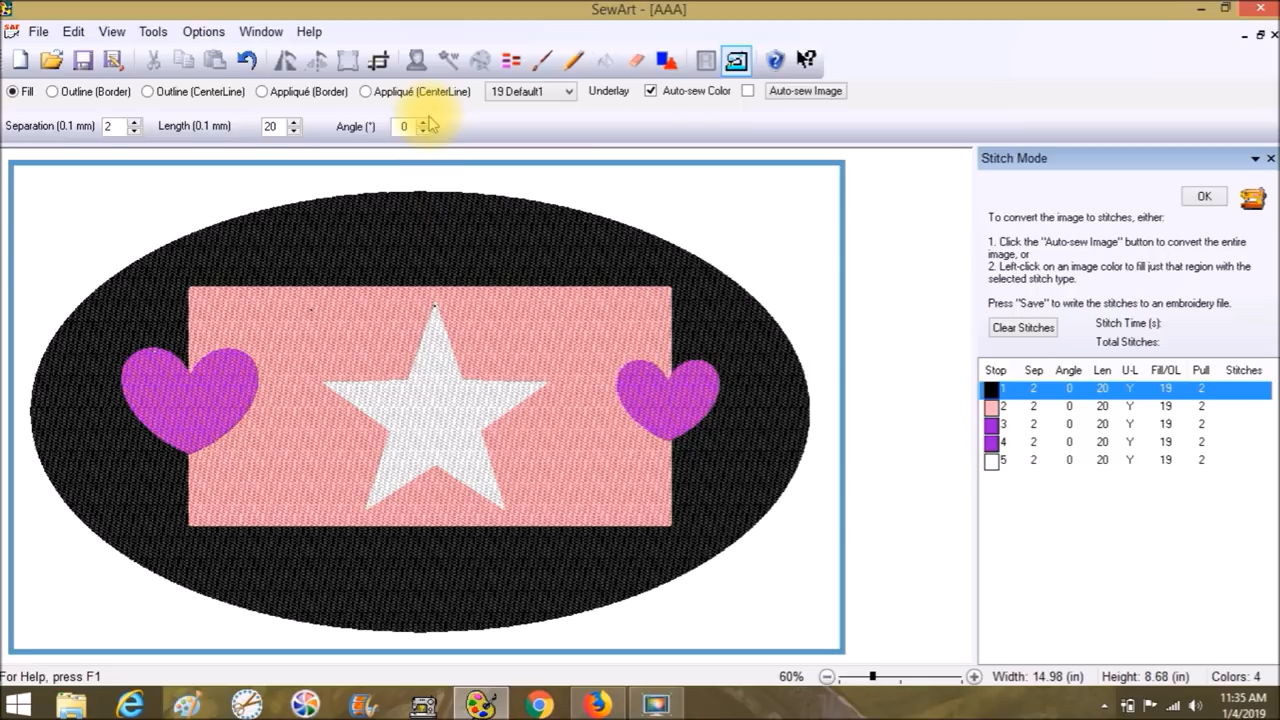 SewArt - [AAA]
File Edit View Tools Options Window Help
Fill Outline (Border) Outline (CenterLine) Appliqué (Border) Appliqué (CenterLine) 19 Default1 Underlay Auto-sew Color Auto-sew Image
Separation (0.1 mm) 2 Length (0.1 mm) 20 Angle (°) 0
Stitch Mode
OK
To convert the image to stitches, either:
1. Click the "Auto-sew Image" button to convert the entire
image, or
2. Left-click on an image color to fill just that region with the
selected stitch type.
Press "Save" to write the stitches to an embroidery file.
Clear Stitches Stitch Time (s):
Total Stitches:
Stop Sep Angle Len U-L Fill/OL Pull Stitches
1 2 0 20 Y 19 2
2 2 0 20 Y 19 2
3 2 0 20 Y 19 2
4 2 0 20 Y 19 2
5 2 0 20 Y 19 2
For Help, press F1 60% Width: 14.98 (in) Height: 8.68 (in) Colors: 4
11:35 AM
1/4/2019